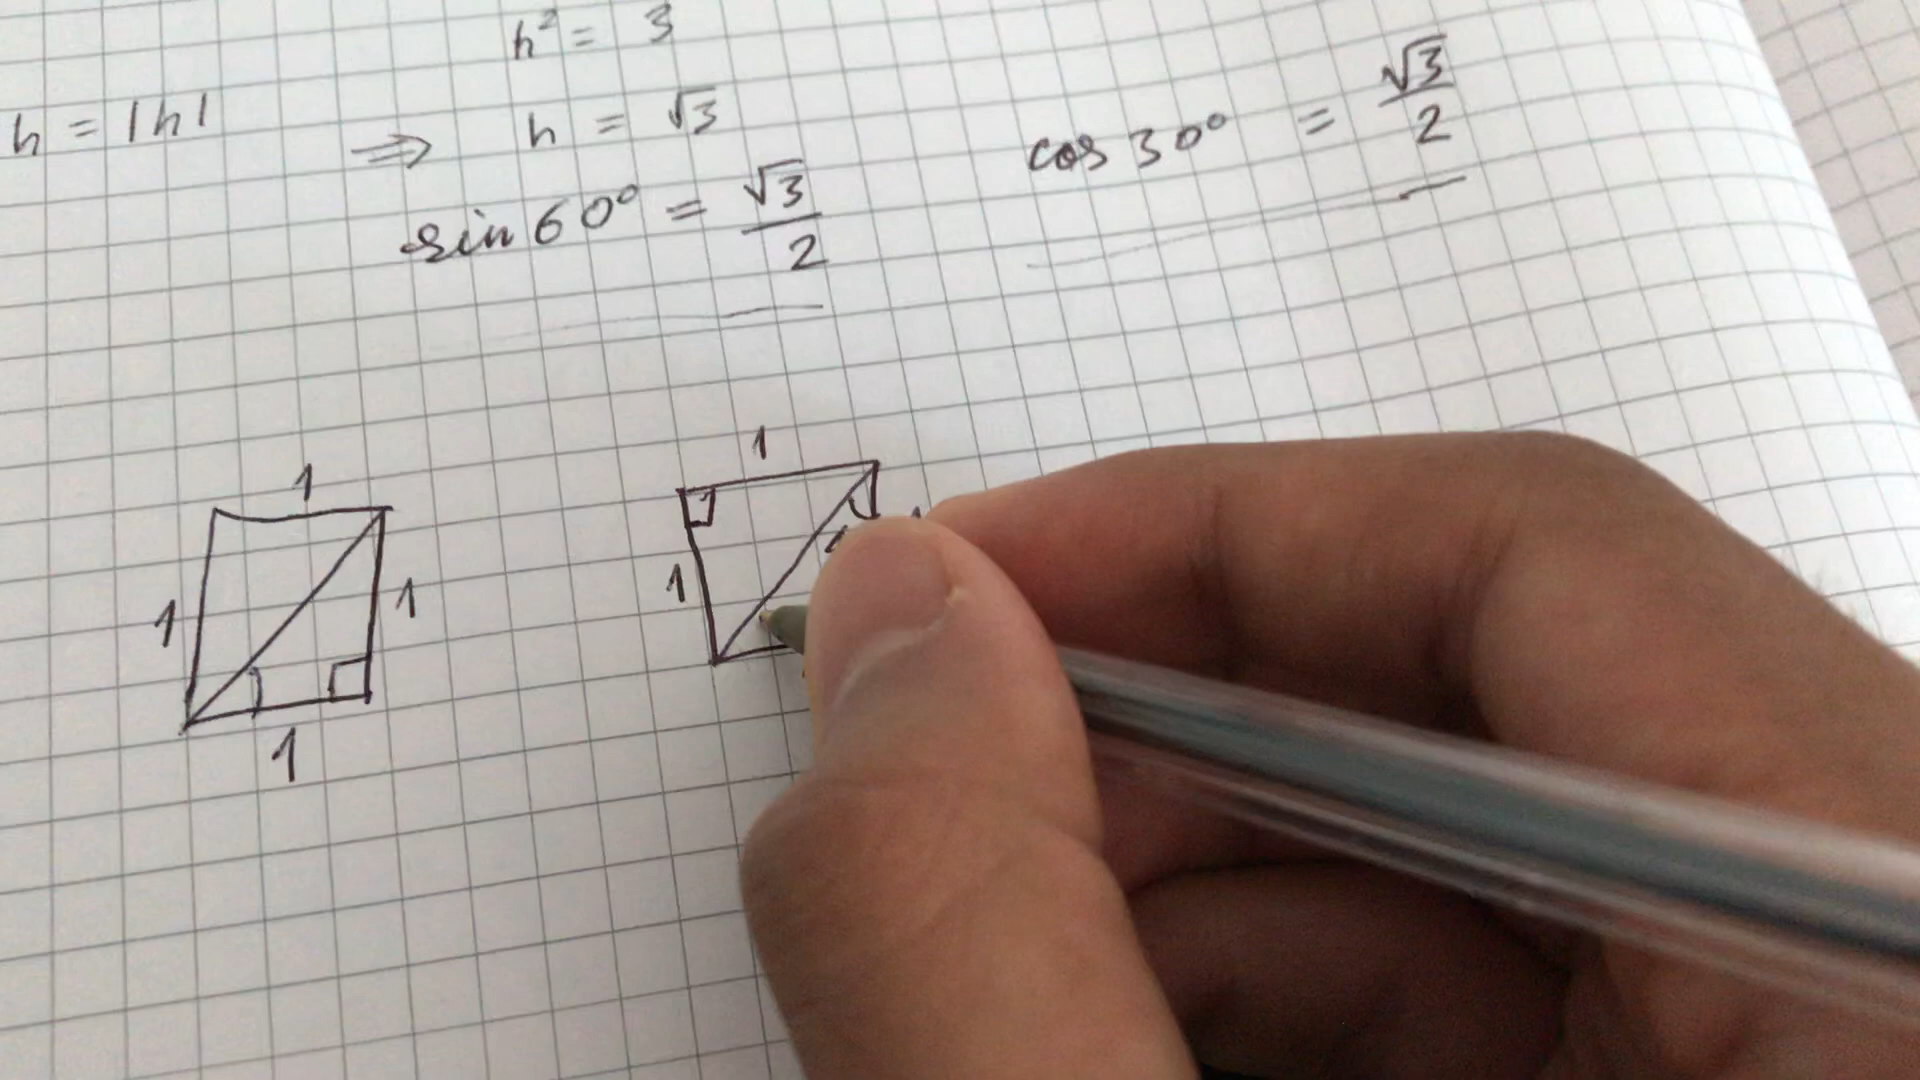 h² = 3
h = |h|
⇒ h = √3
sin 60° = √3/2
cos 30° = √3/2
1
1
1
1
1
1